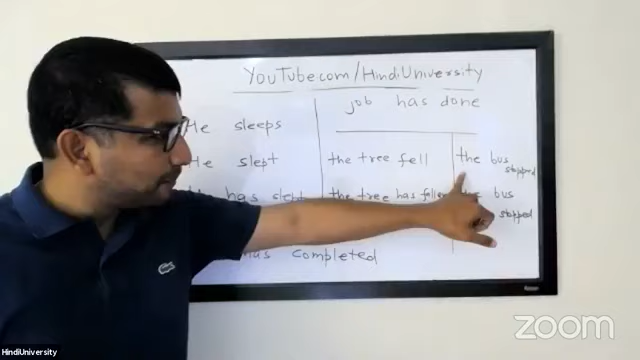 YouTube.com/HindiUniversity
job has done
He sleeps
He slept
the tree fell
the bus
stopped
has slept
the tree has fallen
bus
stopped
has completed
zoom
HindiUniversity